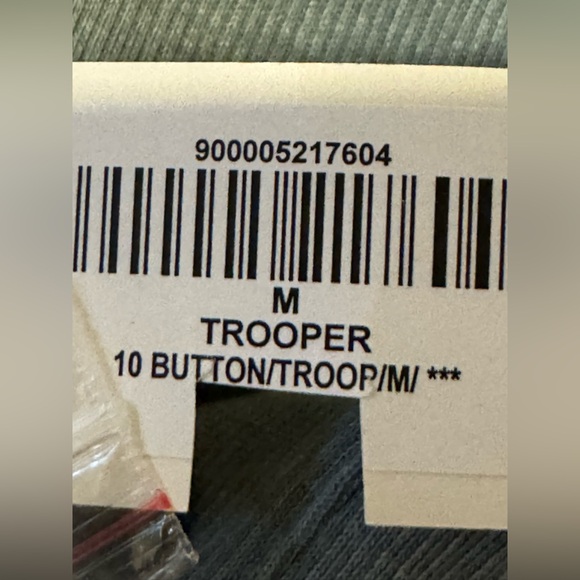 900005217604
M
TROOPER
10 BUTTON/TROOP/M/ ***